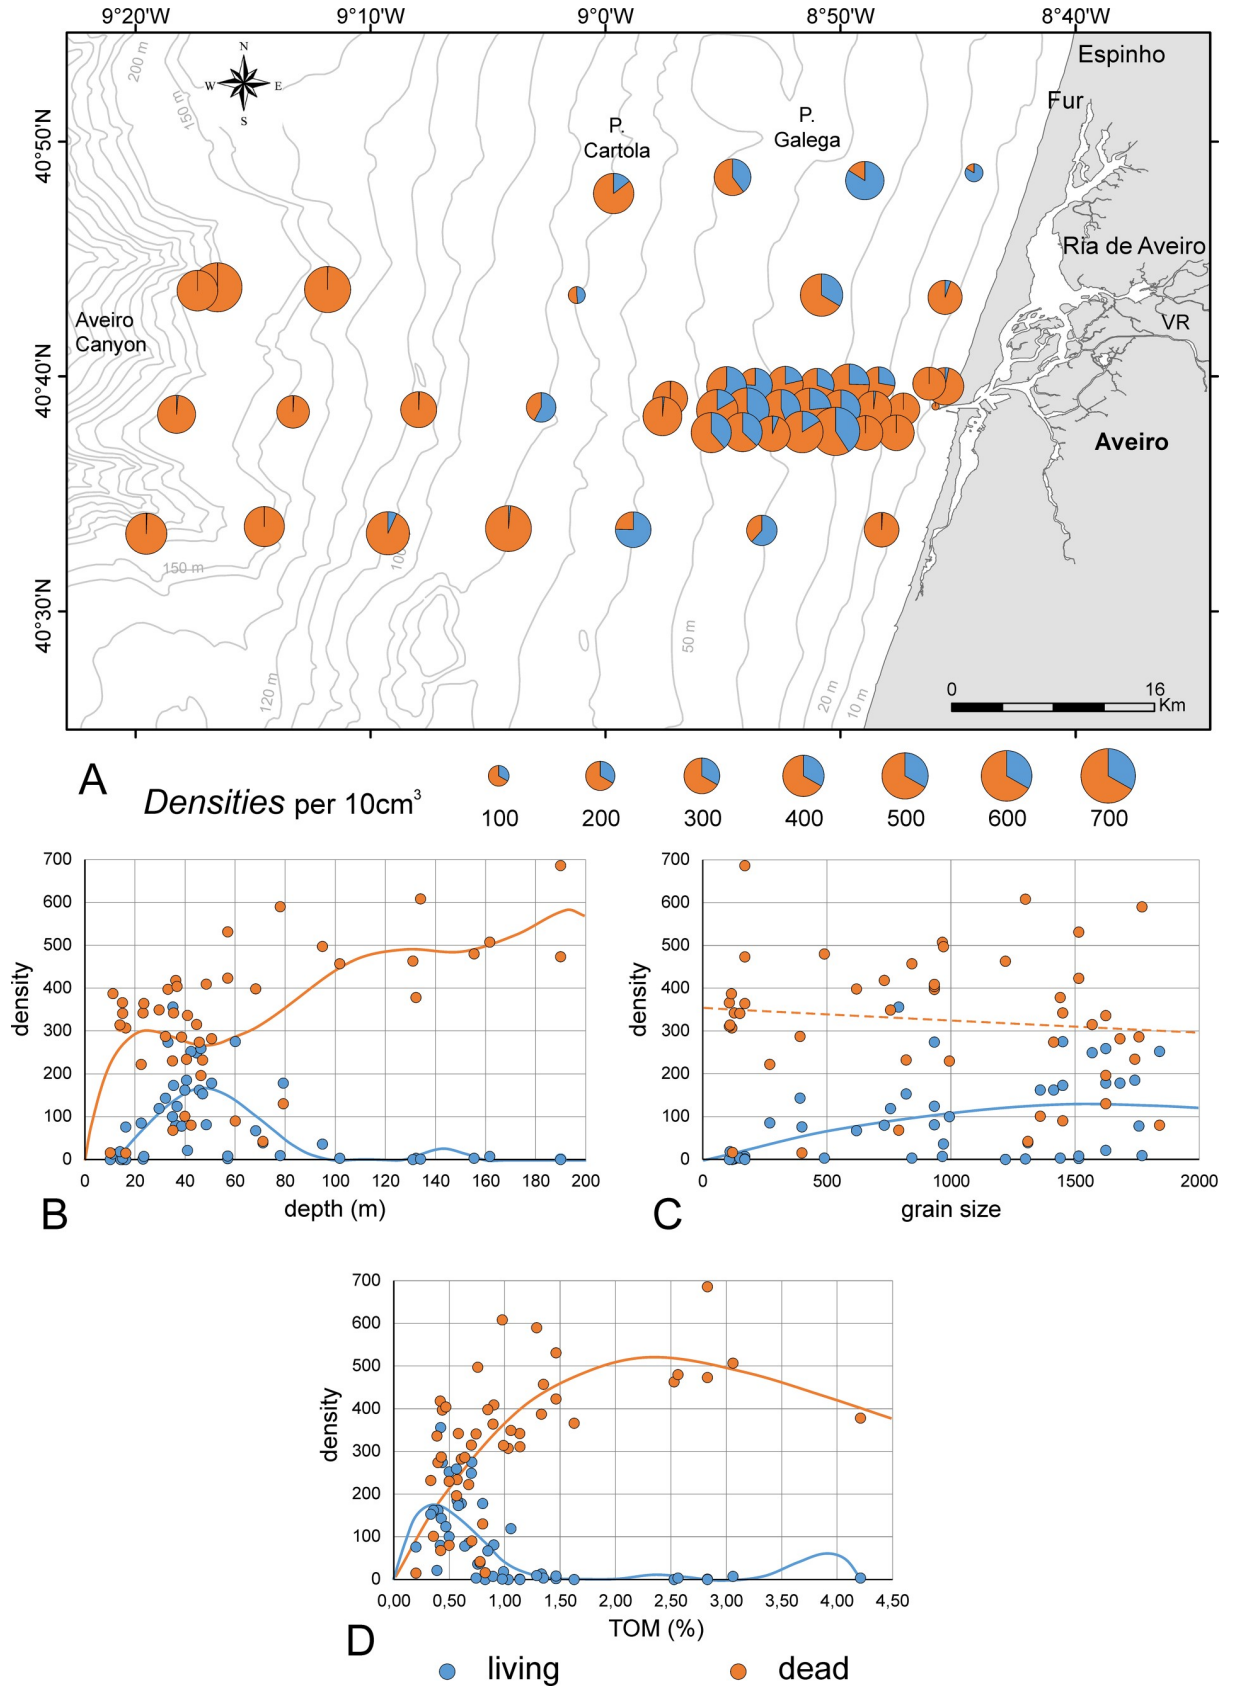 9°20'W 9°10'W 9°0'W 8°50'W 8°40'W
40°50'N
40°40'N
40°30'N
N
W E
S
200 m
150 m
P.
Cartola
P.
Galega
Espinho
Fur
Ria de Aveiro
VR
Aveiro
Canyon
Aveiro
150 m
100
120 m
50 m
20 m
10 m
0 16
Km
A
Densities per 10cm³
100 200 300 400 500 600 700
700
600
500
400
300
200
100
0
density
0 20 40 60 80 100 120 140 160 180 200
depth (m)
B
700
600
500
400
300
200
100
0
density
0 500 1000 1500 2000
grain size
C
700
600
500
400
300
200
100
0
density
0,00 0,50 1,00 1,50 2,00 2,50 3,00 3,50 4,00 4,50
TOM (%)
D
living dead